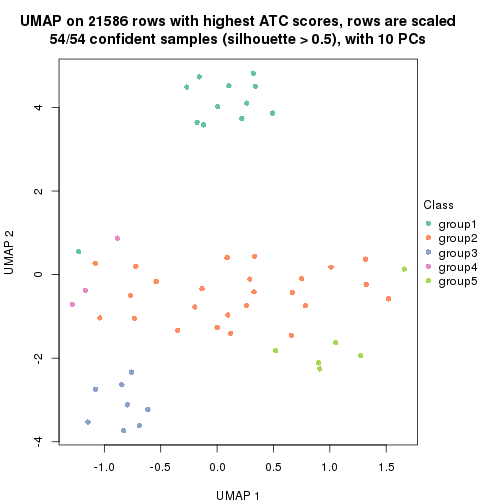 UMAP on 21586 rows with highest ATC scores, rows are scaled
54/54 confident samples (silhouette > 0.5), with 10 PCs
4
2
0
-2
-4
UMAP 2
-1.0
-0.5
0.0
0.5
1.0
1.5
UMAP 1
Class
group1
group2
group3
group4
group5